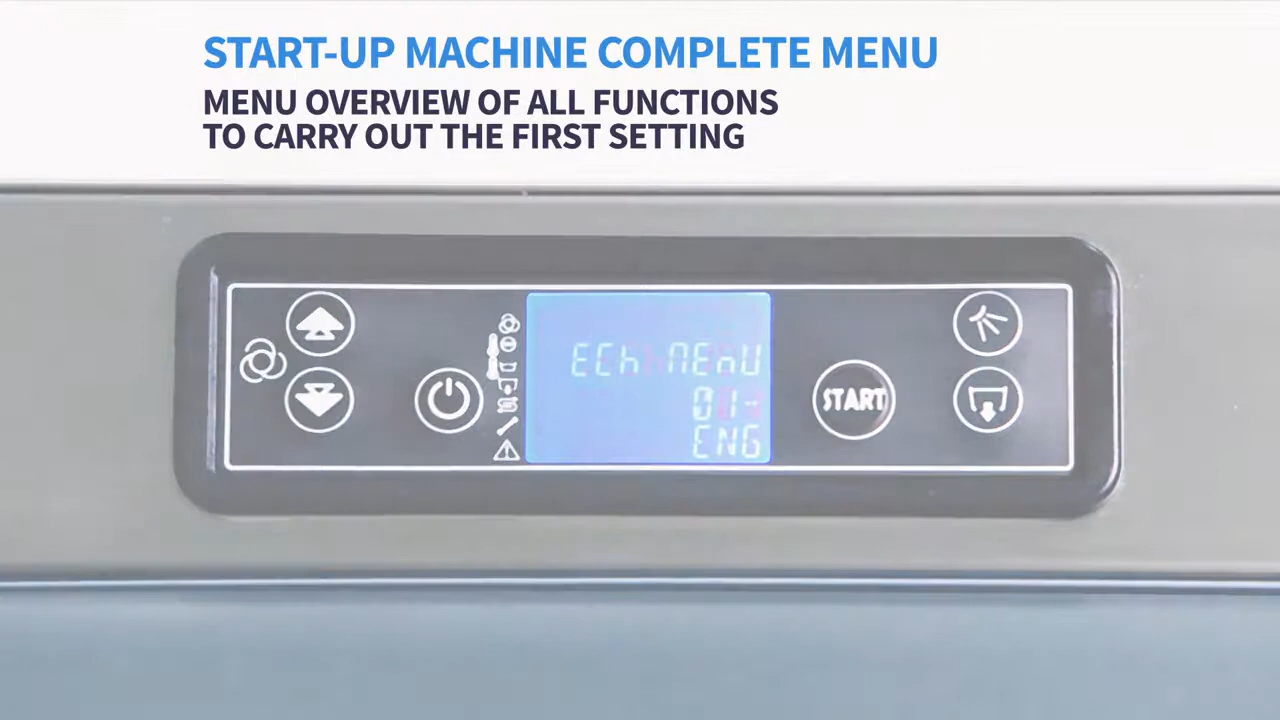 START-UP MACHINE COMPLETE MENU
MENU OVERVIEW OF ALL FUNCTIONS
TO CARRY OUT THE FIRST SETTING
ECh MEnU
01-
ENG
START